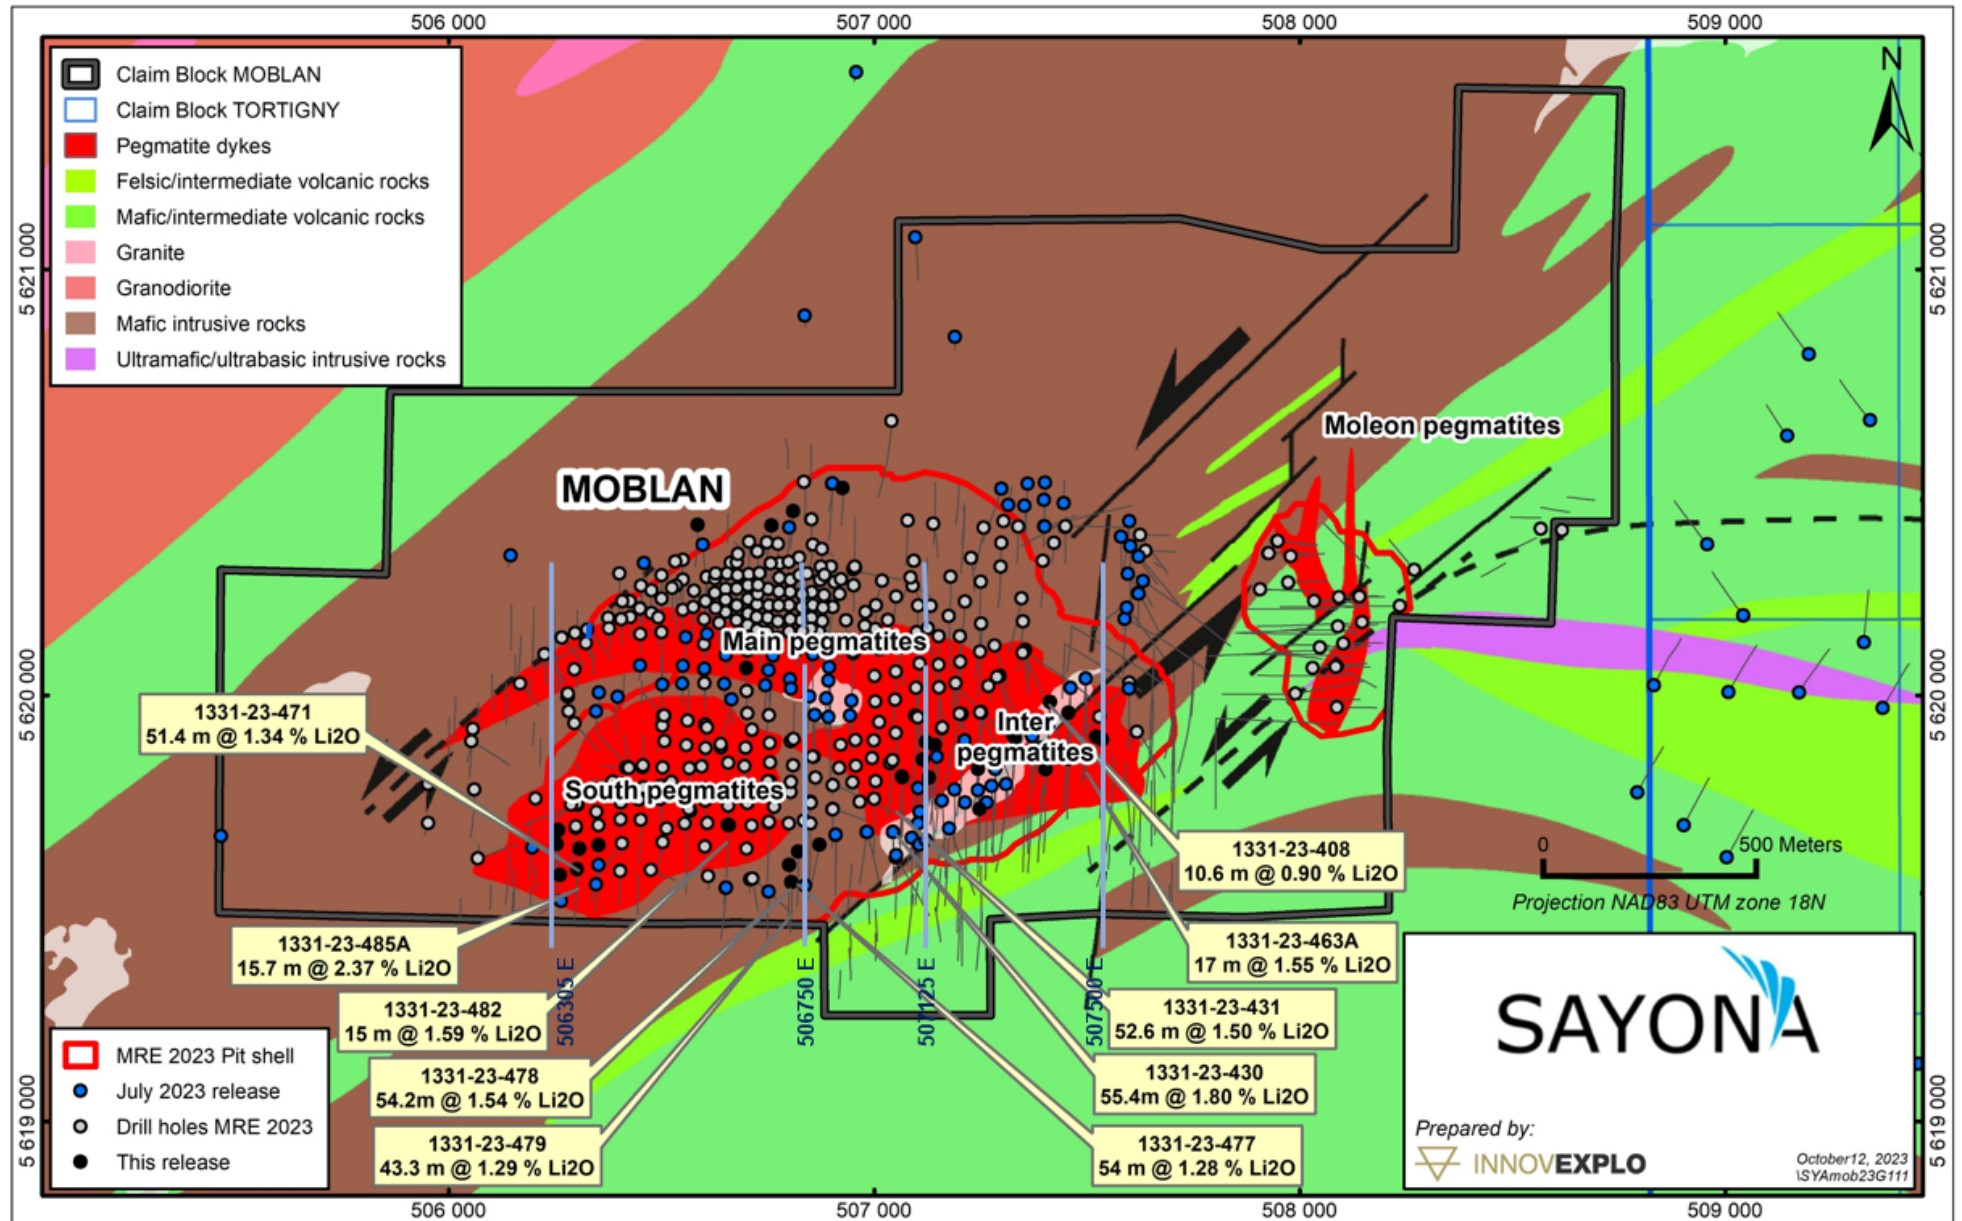 506 000
507 000
508 000
509 000
Claim Block MOBLAN
Claim Block TORTIGNY
Pegmatite dykes
Felsic/intermediate volcanic rocks
Mafic/intermediate volcanic rocks
Granite
Granodiorite
Mafic intrusive rocks
Ultramafic/ultrabasic intrusive rocks
N
5 621 000
5 621 000
Moleon pegmatites
MOBLAN
Main pegmatites
5 620 000
5 620 000
1331-23-471
51.4 m @ 1.34 % Li2O
Inter
pegmatites
South pegmatites
1331-23-408
10.6 m @ 0.90 % Li2O
0
500 Meters
Projection NAD83 UTM zone 18N
1331-23-485A
15.7 m @ 2.37 % Li2O
1331-23-463A
17 m @ 1.55 % Li2O
506305 E
506750 E
507125 E
507500 E
1331-23-482
15 m @ 1.59 % Li2O
1331-23-431
52.6 m @ 1.50 % Li2O
SAYONA
MRE 2023 Pit shell
July 2023 release
Drill holes MRE 2023
This release
1331-23-478
54.2m @ 1.54 % Li2O
1331-23-430
55.4m @ 1.80 % Li2O
5 619 000
5 619 000
1331-23-479
43.3 m @ 1.29 % Li2O
1331-23-477
54 m @ 1.28 % Li2O
Prepared by:
INNOVEXPLO
October12, 2023
\SYAmob23G111
506 000
507 000
508 000
509 000